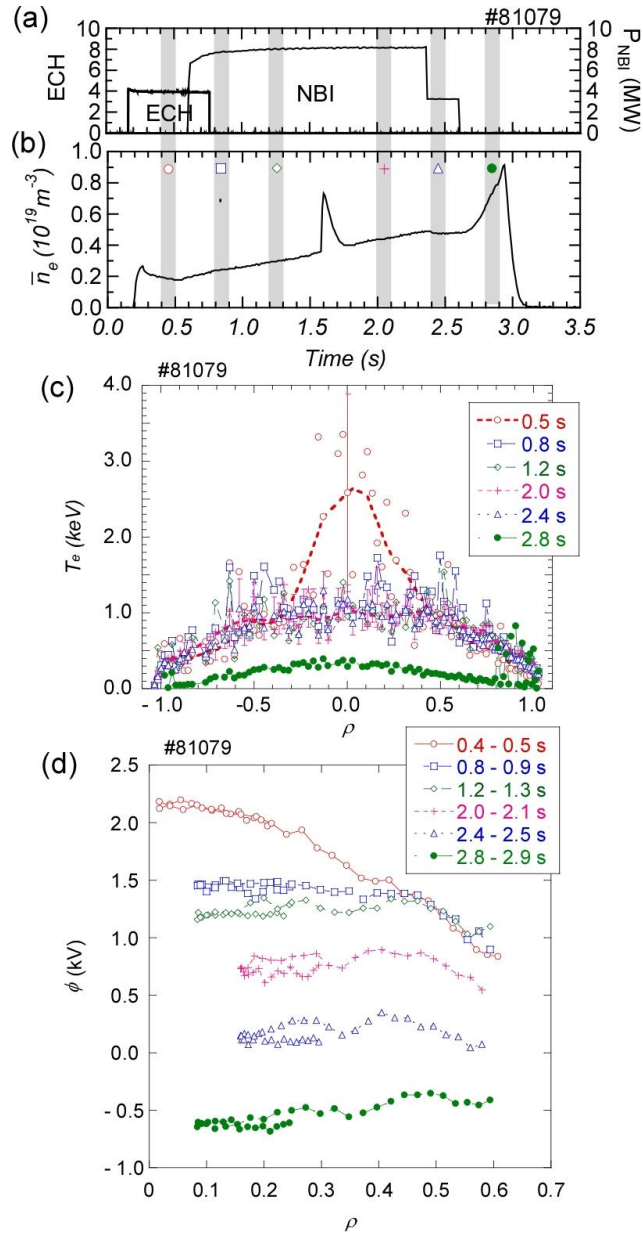 (a) #81079
10 8 6 4 2 0
ECH
ECH
NBI
10 8 6 4 2 0
P NBI (MW)
(b)
1.0 0.8 0.6 0.4 0.2 0.0
n̅e (10^19 m^-3)
0.0 0.5 1.0 1.5 2.0 2.5 3.0 3.5
Time (s)
(c) #81079
4.0
3.0
2.0
1.0
0.0
Te (keV)
0.5 s
0.8 s
1.2 s
2.0 s
2.4 s
2.8 s
- 1.0 -0.5 0.0 0.5 1.0
ρ
(d) #81079
0.4 - 0.5 s
0.8 - 0.9 s
1.2 - 1.3 s
2.0 - 2.1 s
2.4 - 2.5 s
2.8 - 2.9 s
2.5
2.0
1.5
1.0
0.5
0.0
- 0.5
- 1.0
ϕ (kV)
0 0.1 0.2 0.3 0.4 0.5 0.6 0.7
ρ